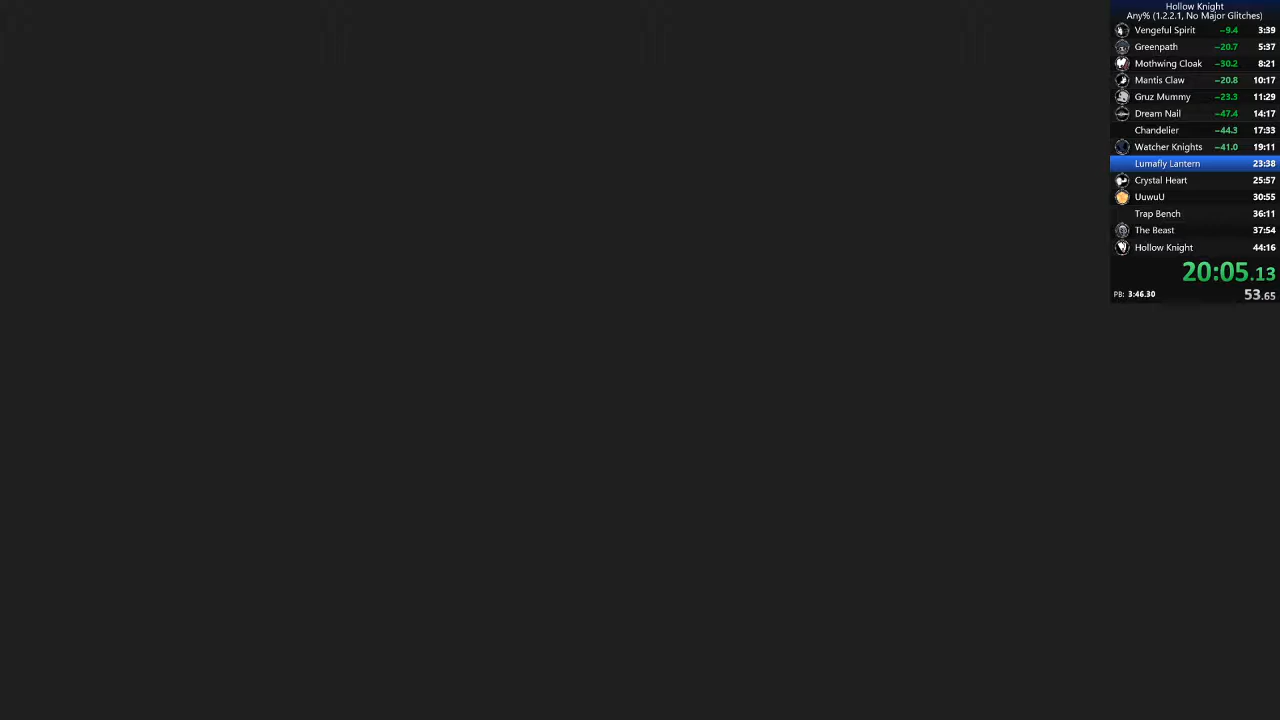 Hollow Knight
Any% (1.2.2.1, No Major Glitches)
Vengeful Spirit −9.4 3:39
Greenpath −20.7 5:37
Mothwing Cloak −30.2 8:21
Mantis Claw −20.8 10:17
Gruz Mummy −23.3 11:29
Dream Nail −47.4 14:17
Chandelier −44.3 17:33
Watcher Knights −41.0 19:11
Lumafly Lantern 23:38
Crystal Heart 25:57
UuwuU 30:55
Trap Bench 36:11
The Beast 37:54
Hollow Knight 44:16
20:05.13
PB: 3:46.30 53.65